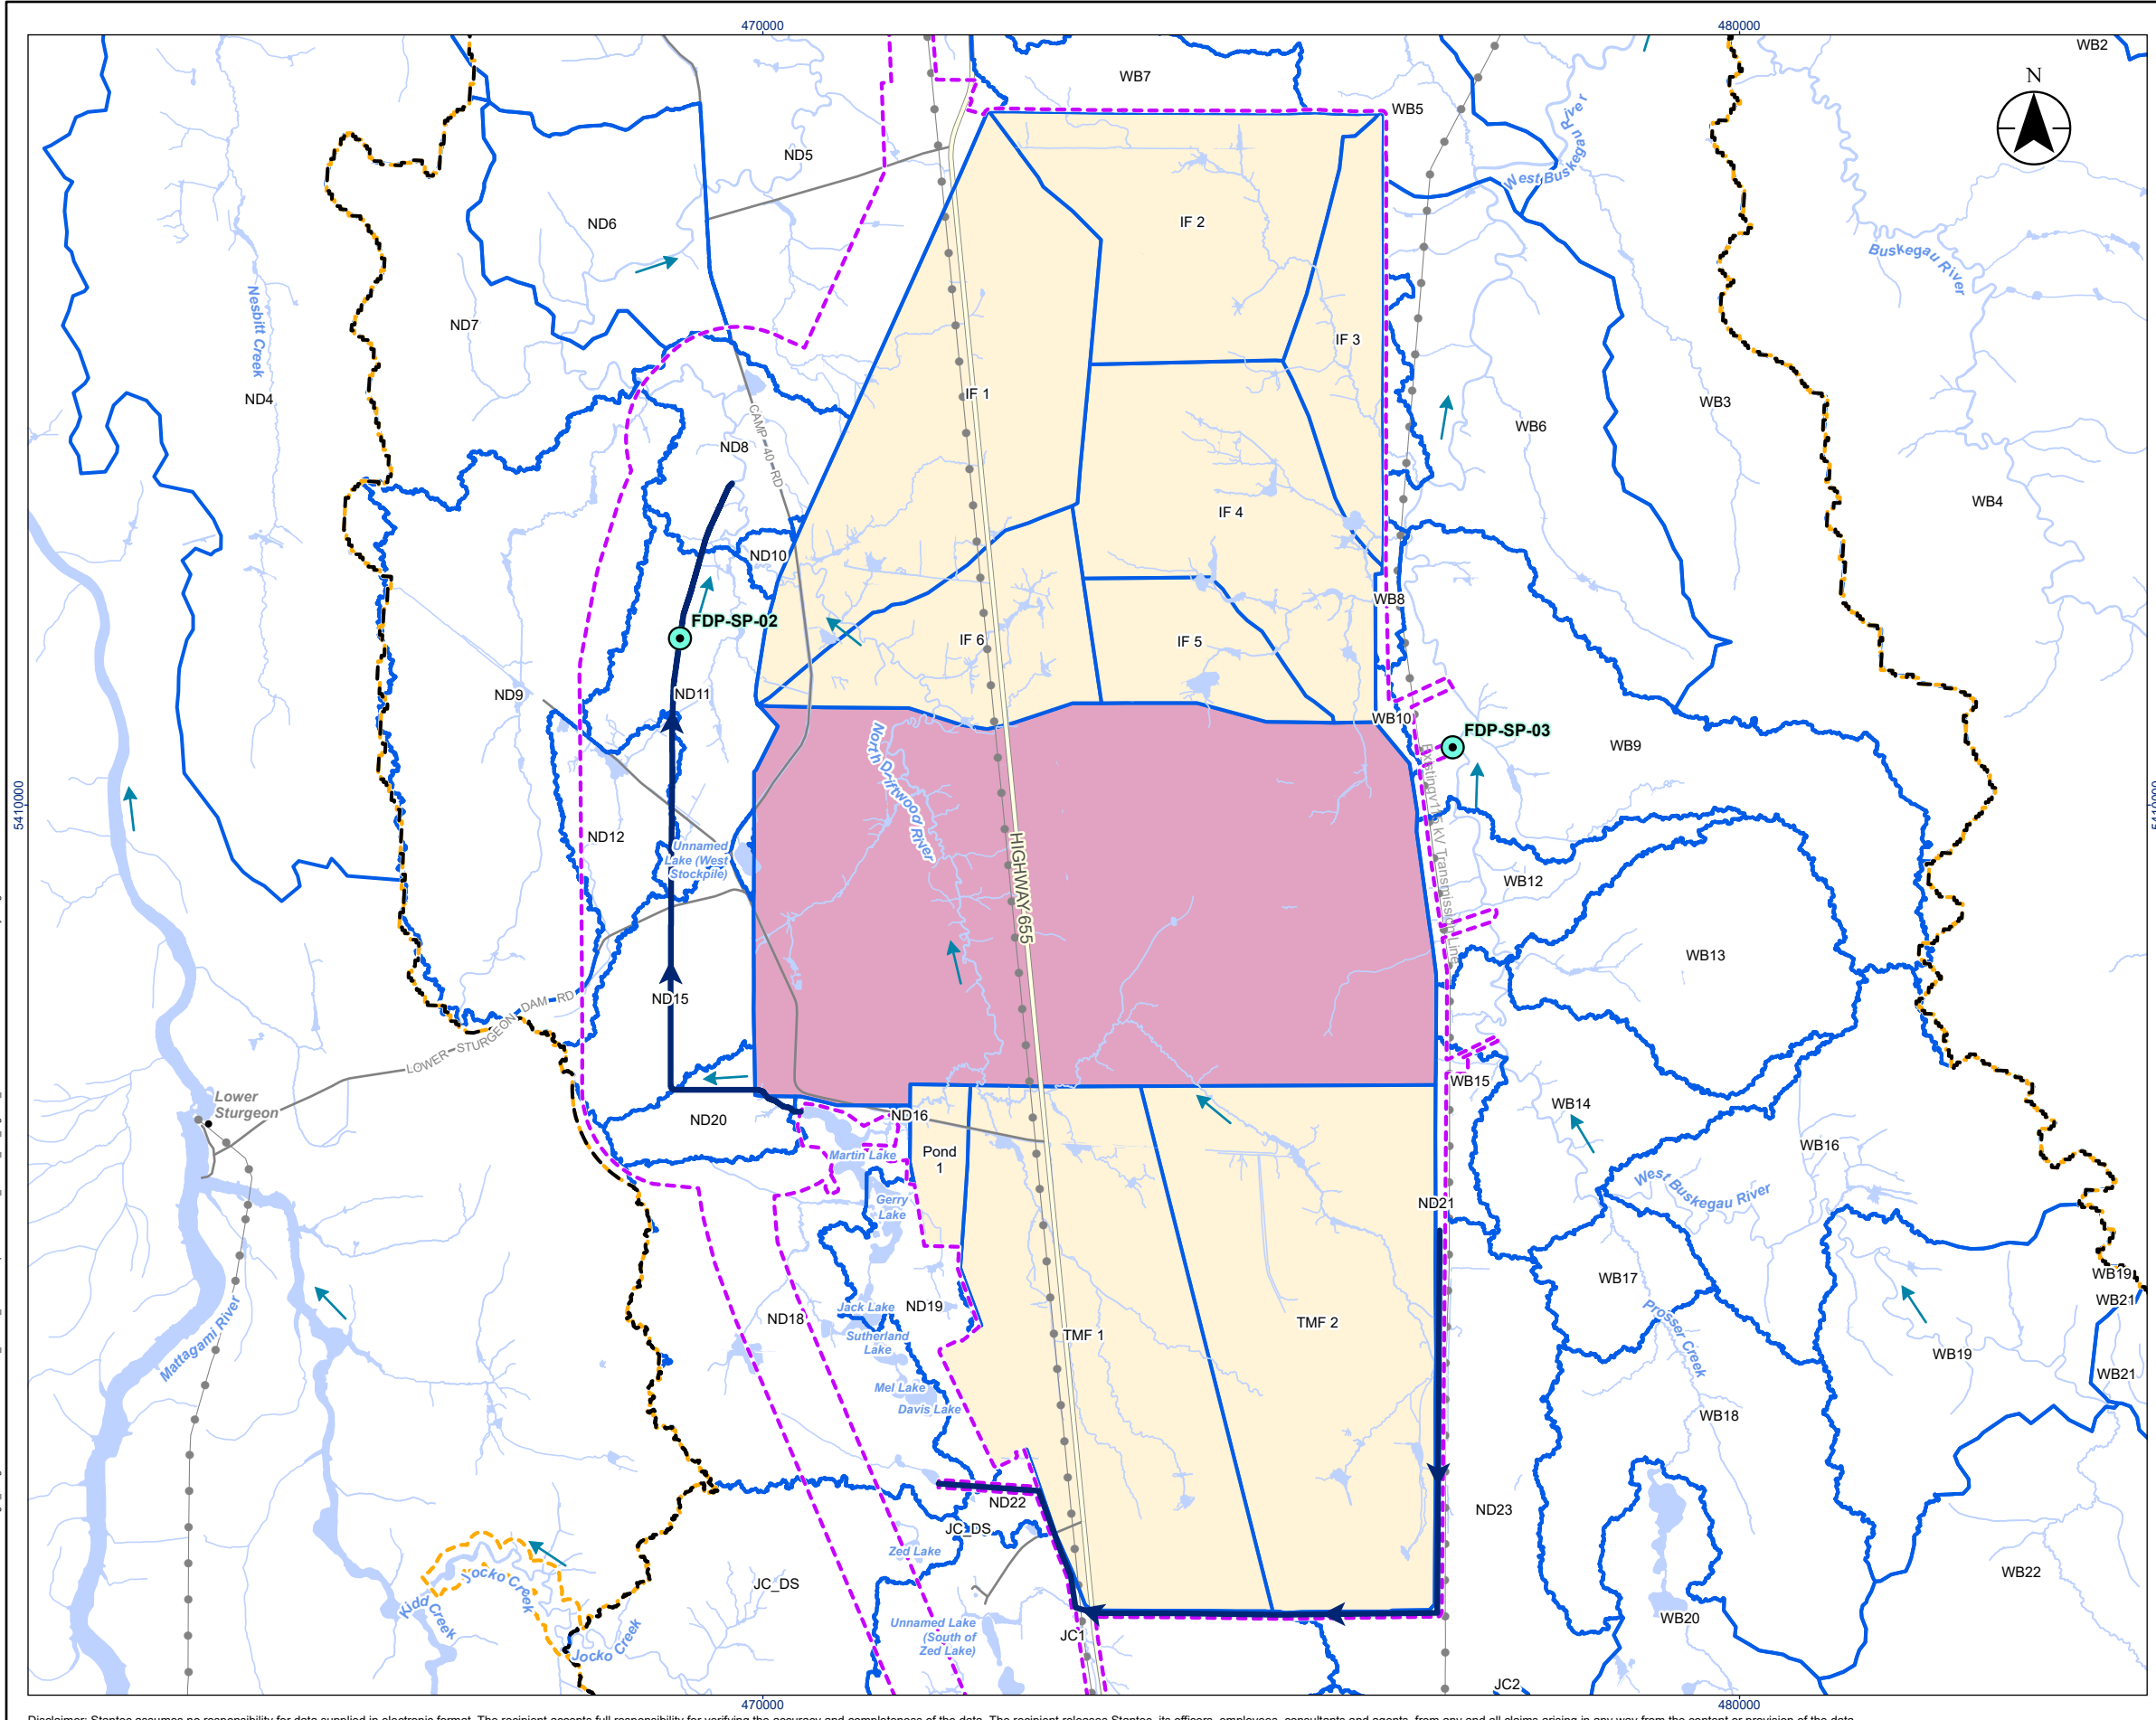 470000
480000
WB2
N
WB7
WB5
West Buskegau River
ND5
ND6
IF 2
Buskegau River
Nesbitt Creek
ND7
IF 3
ND4
IF 1
WB3
WB6
CAMP 40 RD
ND8
WB4
IF 4
ND10
WB8
FDP-SP-02
IF 6
IF 5
ND9
ND11
WB10
FDP-SP-03
WB9
North Driftwood River
5410000
ND12
Unnamed
Lake (West
Stockpile)
HIGHWAY 655
WB12
WB13
ND15
LOWER STURGEON DAM RD
WB15
Lower
Sturgeon
WB14
ND20
ND16
Martin Lake
Pond
1
WB16
West Buskegau River
Gerry
Lake
ND21
WB17
WB19
WB21
Jack Lake
ND19
ND18
Sutherland
Lake
TMF 1
TMF 2
Prosser Creek
WB19
Mattagami River
WB21
Mel Lake
Davis Lake
WB18
ND22
ND23
JC_DS
Zed Lake
Jocko Creek
JC_DS
WB22
Kidd Creek
WB20
Unnamed Lake
(South of
Zed Lake)
JC1
Jocko Creek
JC2
470000
480000